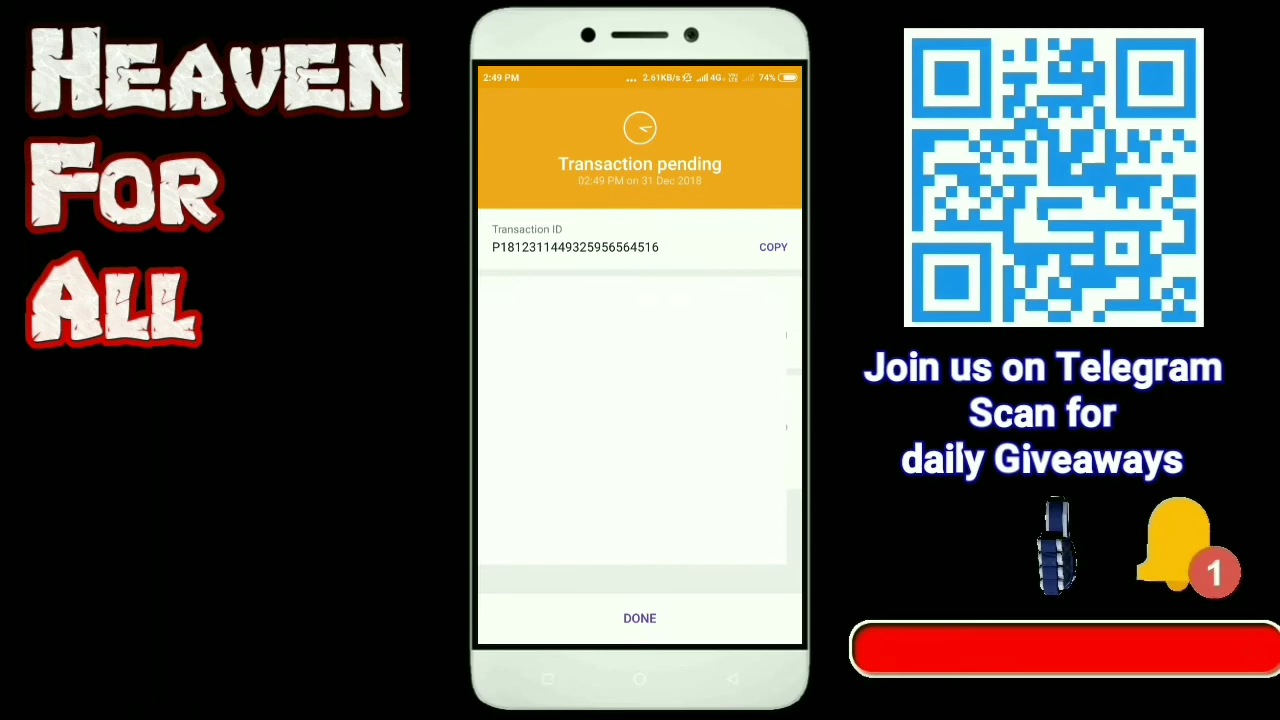 Heaven
For
All
2:49 PM
... 2.61KB/s 4G 74%
Transaction pending
02:49 PM on 31 Dec 2018
Transaction ID
P1812311449325956564516
COPY
DONE
Join us on Telegram
Scan for
daily Giveaways
1